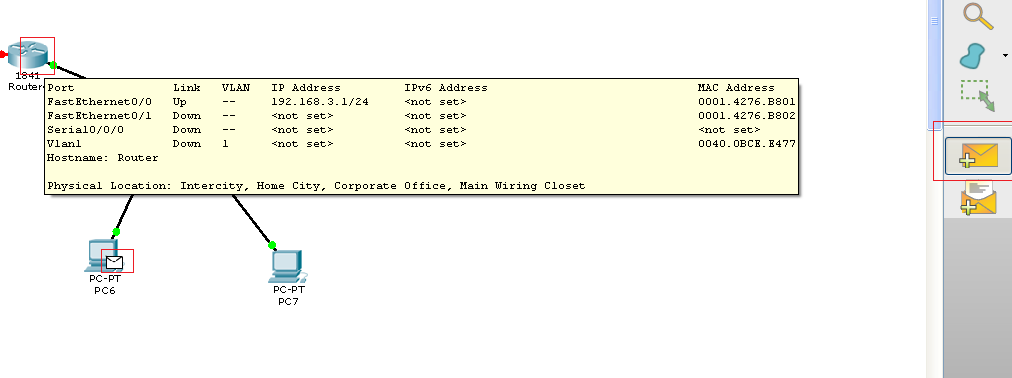 1841
Router
Port Link VLAN IP Address IPv6 Address MAC Address
FastEthernet0/0 Up -- 192.168.3.1/24 <not set> 0001.4276.B801
FastEthernet0/1 Down -- <not set> <not set> 0001.4276.B802
Serial0/0/0 Down -- <not set> <not set> <not set>
Vlan1 Down 1 <not set> <not set> 0040.0BCE.E477
Hostname: Router
Physical Location: Intercity, Home City, Corporate Office, Main Wiring Closet
PC-PT
PC6
PC-PT
PC7